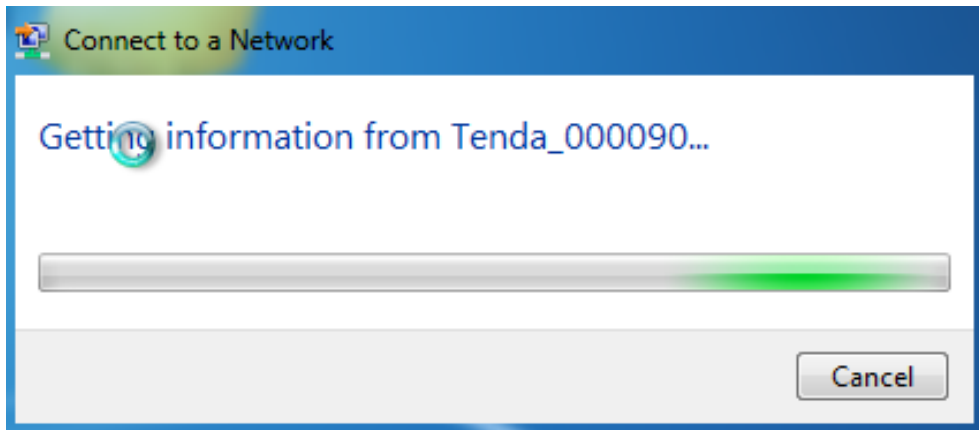 Connect to a Network
Getting information from Tenda_000090...
Cancel